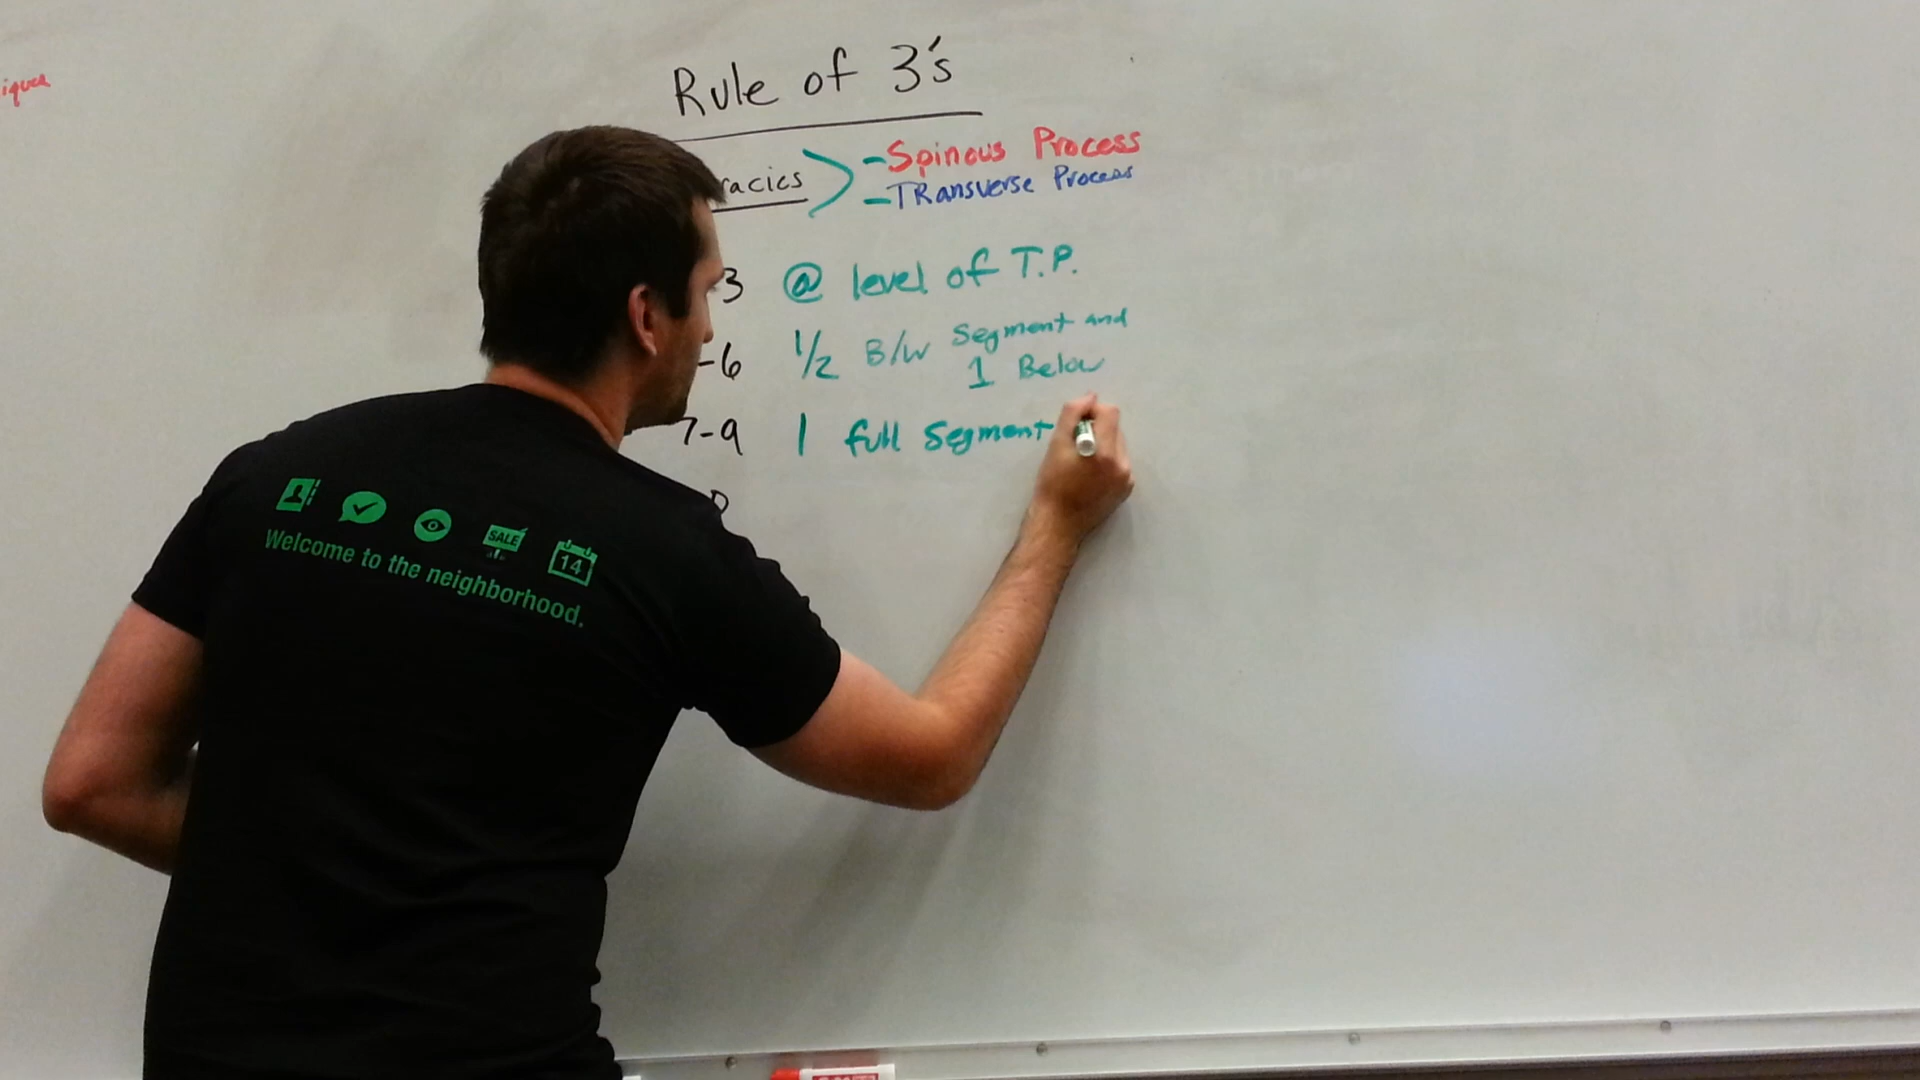 iques
Rule of 3's
racics
-Spinous Process
-TRansverse Process
3 @ level of T.P.
-6 1/2 B/W Segment and
1 Below
7-9 1 full Segment
SALE
14
Welcome to the neighborhood.